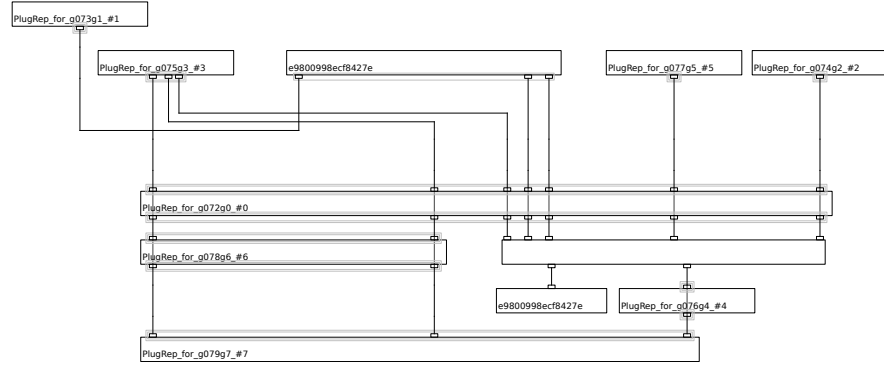 PlugRep_for_g073g1_#1
PlugRep_for_g075g3_#3
e9800998ecf8427e
PlugRep_for_g077g5_#5
PlugRep_for_g074g2_#2
PlugRep_for_g072g0_#0
PlugRep_for_g078g6_#6
e9800998ecf8427e
PlugRep_for_g076g4_#4
PlugRep_for_g079g7_#7